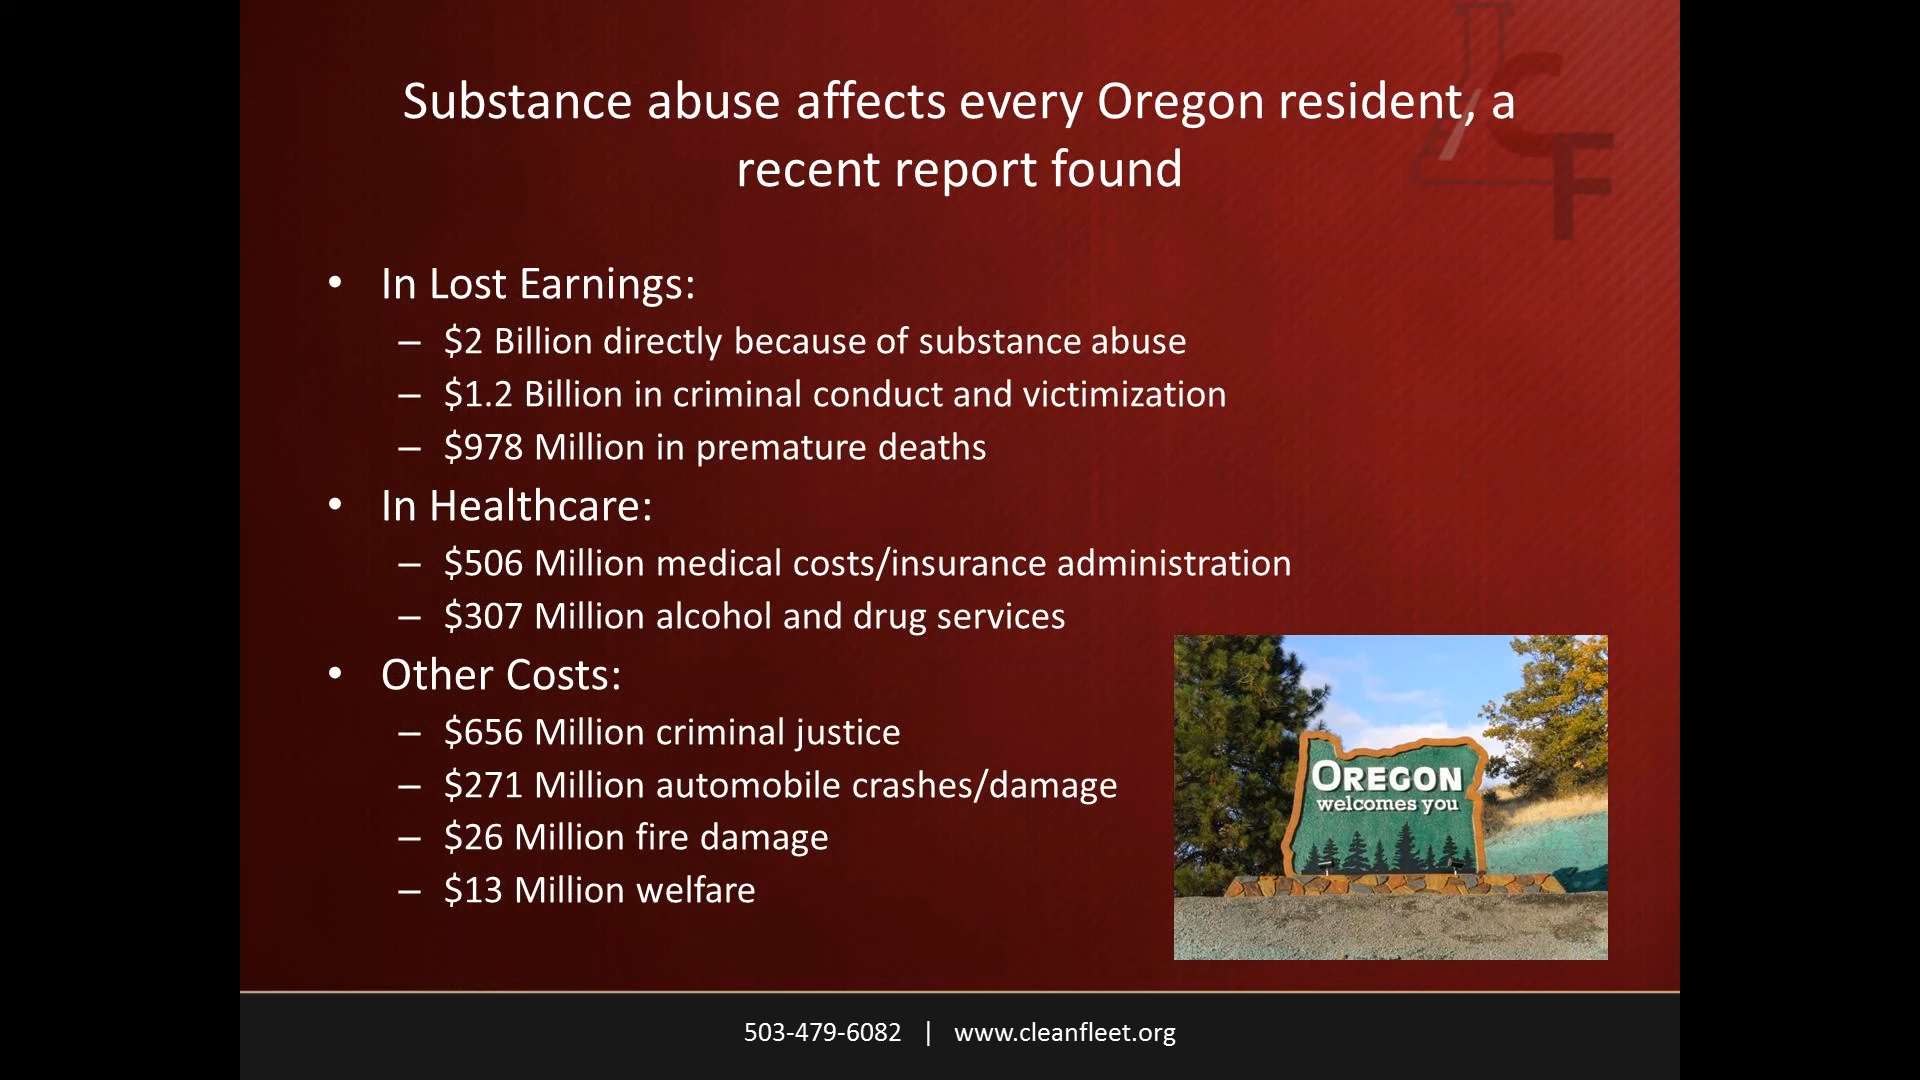 Substance abuse affects every Oregon resident, a
recent report found
• In Lost Earnings:
– $2 Billion directly because of substance abuse
– $1.2 Billion in criminal conduct and victimization
– $978 Million in premature deaths
• In Healthcare:
– $506 Million medical costs/insurance administration
– $307 Million alcohol and drug services
• Other Costs:
– $656 Million criminal justice
– $271 Million automobile crashes/damage
– $26 Million fire damage
– $13 Million welfare
OREGON
welcomes you
503-479-6082 | www.cleanfleet.org
CF